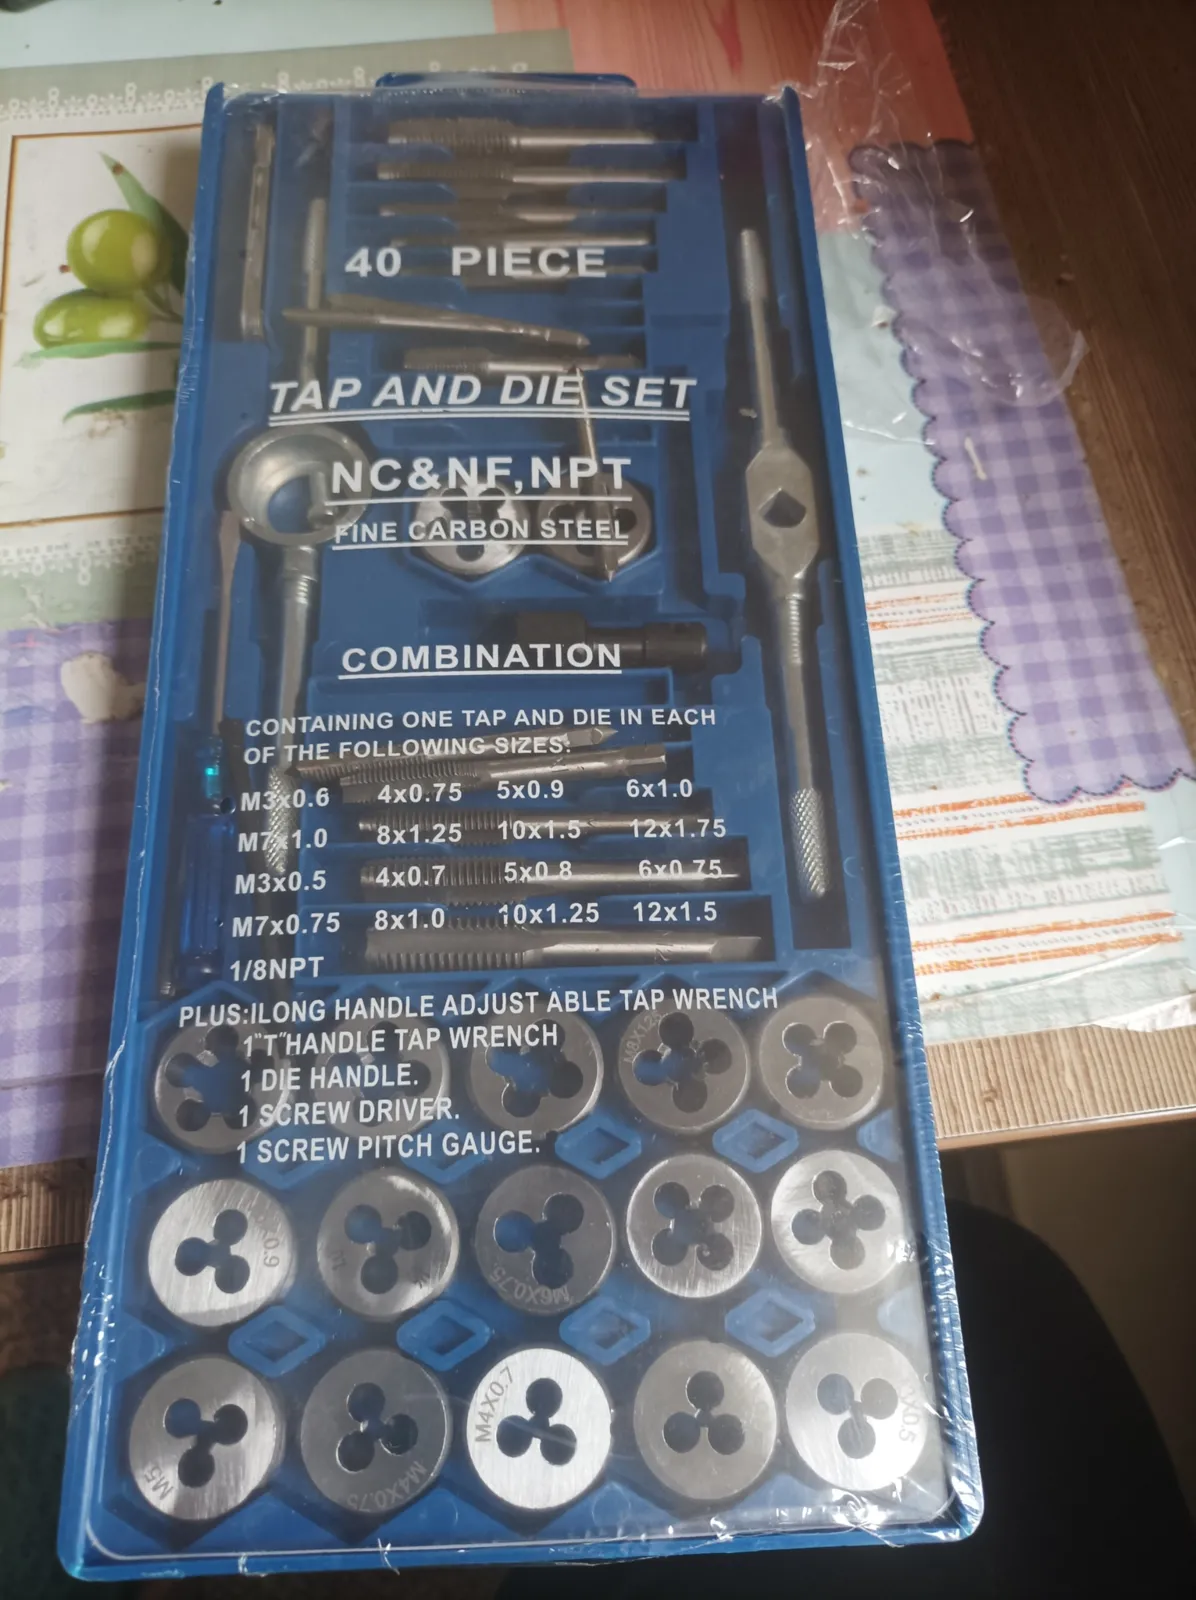 40 PIECE
TAP AND DIE SET
NC&NF,NPT
FINE CARBON STEEL
COMBINATION
CONTAINING ONE TAP AND DIE IN EACH
OF THE FOLLOWING SIZES:
M3x0.6 4x0.75 5x0.9 6x1.0
M7x1.0 8x1.25 10x1.5 12x1.75
M3x0.5 4x0.7 5x0.8 6x0.75
M7x0.75 8x1.0 10x1.25 12x1.5
1/8NPT
PLUS:1LONG HANDLE ADJUST ABLE TAP WRENCH
1"T"HANDLE TAP WRENCH
1 DIE HANDLE.
1 SCREW DRIVER.
1 SCREW PITCH GAUGE.
M6X0.75
M4X0.75
M4X0.7